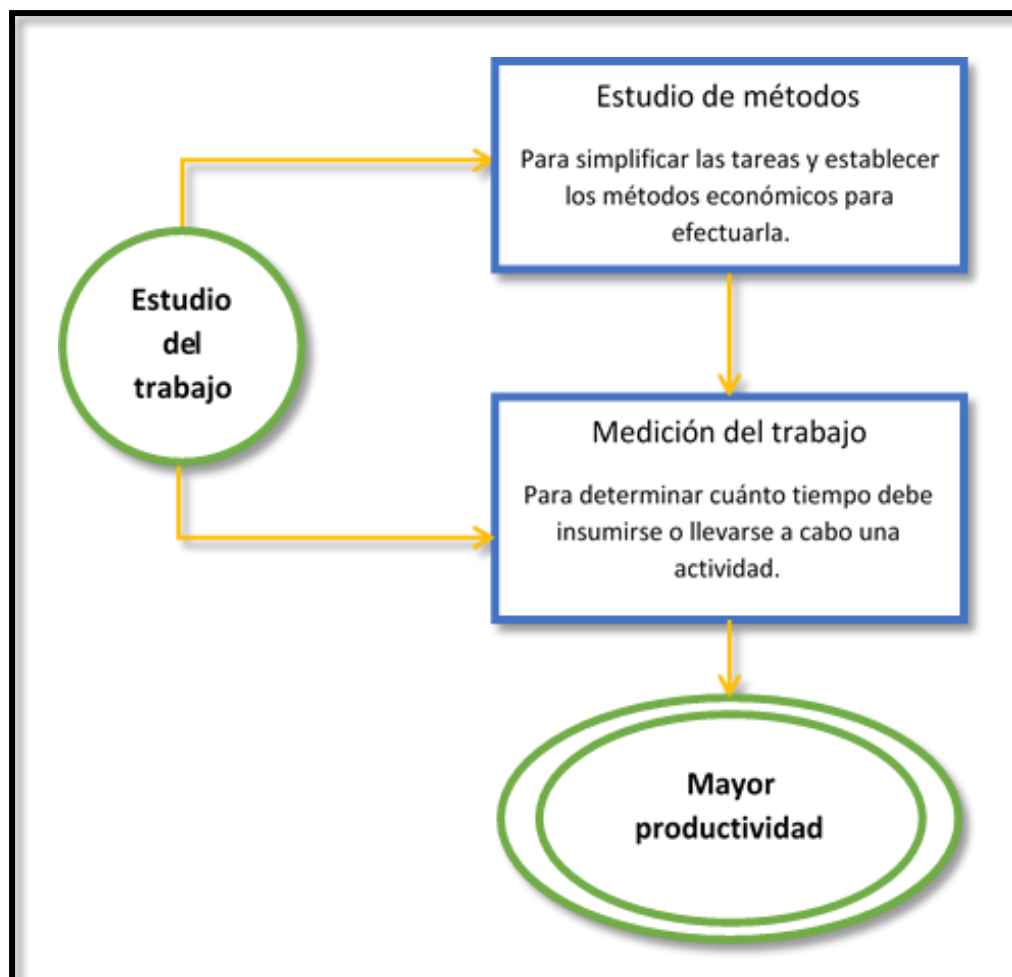 Estudio de métodos
Para simplificar las tareas y establecer
los métodos económicos para
efectuarla.
Estudio
del
trabajo
Medición del trabajo
Para determinar cuánto tiempo debe
insumirse o llevarse a cabo una
actividad.
Mayor
productividad